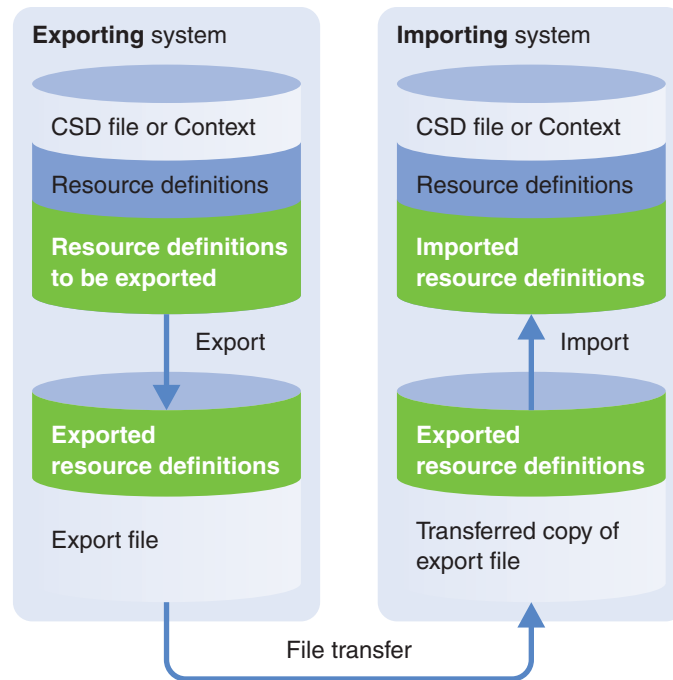 Exporting system
CSD file or Context
Resource definitions
Resource definitions
to be exported
Export
Exported
resource definitions
Export file
Importing system
CSD file or Context
Resource definitions
Imported
resource definitions
Import
Exported
resource definitions
Transferred copy of
export file
File transfer